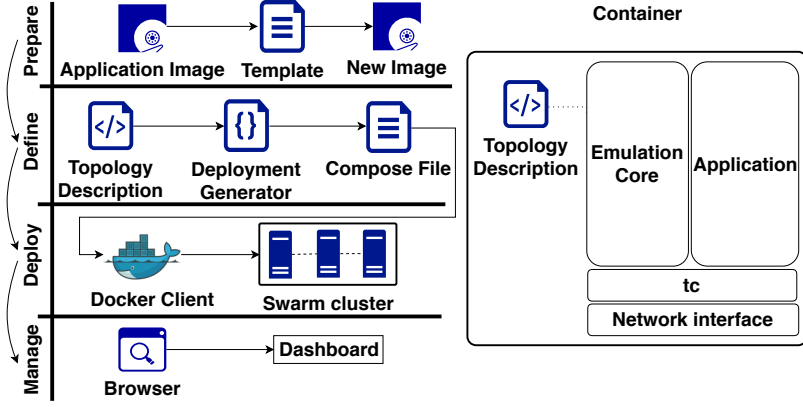 Prepare
Application Image
Template
New Image
Define
</>
{}
Topology
Description
Deployment
Generator
Compose File
Deploy
Docker Client
Swarm cluster
Manage
Browser
Dashboard
Container
</>
Topology
Description
Emulation
Core
Application
tc
Network interface